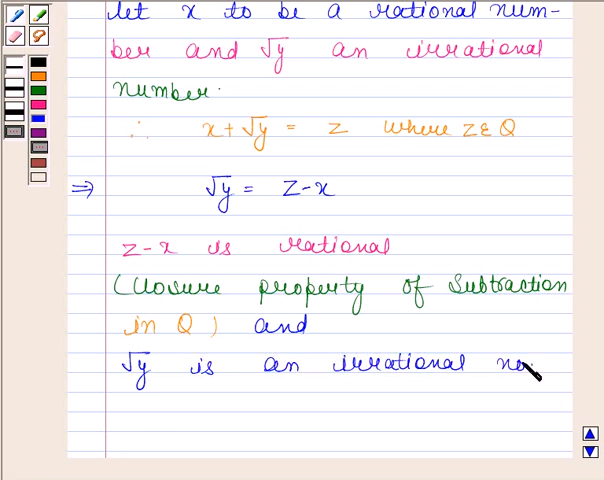 let x to be a rational num-
ber and √y an irrational
number.
∴ x + √y = z where z ε Q
⇒ √y = z - x
z - x is rational
(Closure property of Subtraction
in Q) and
√y is an irrational no.